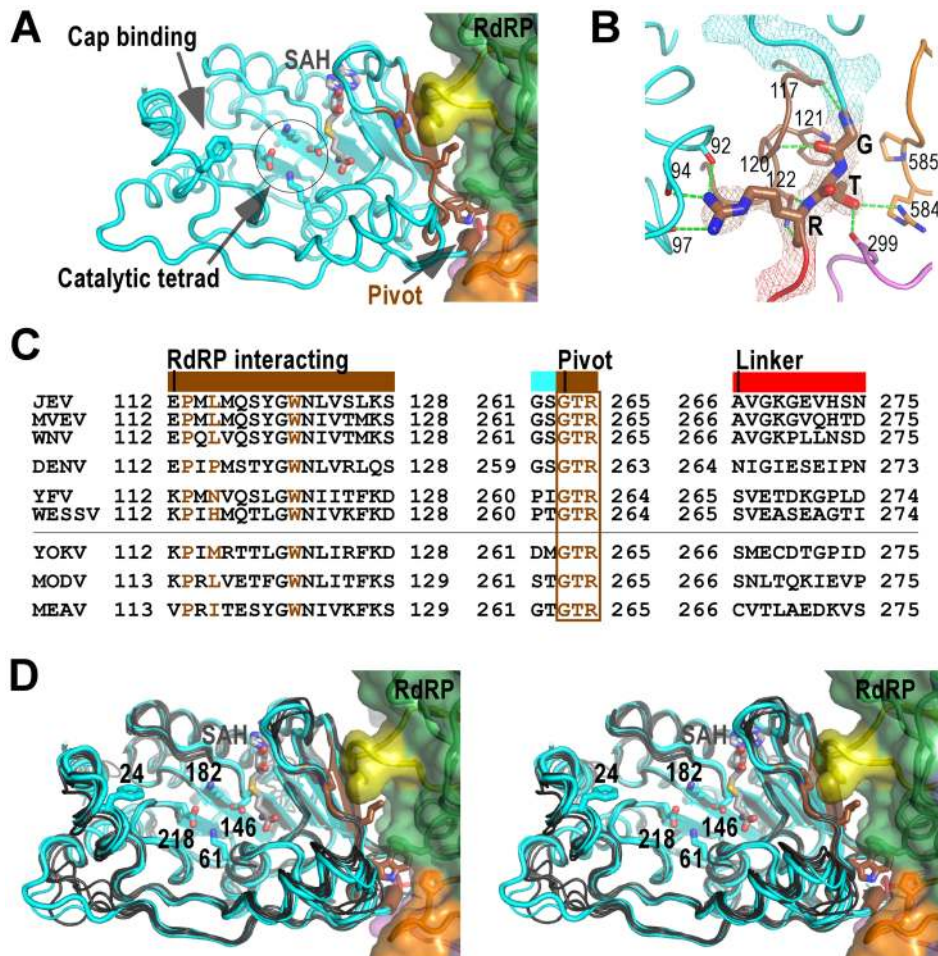 A
Cap binding
SAH
RdRP
Catalytic tetrad
Pivot
B
117
121
G
92
94
120
T
585
122
584
R
97
299
C
RdRP interacting Pivot Linker
JEV 112 EPMLMQSYGWNLVSLKS 128 261 GSGTR 265 266 AVGKGEVHSN 275
MVEV 112 EPMLMQSYGWNIVTMKS 128 261 GSGTR 265 266 AVGKGVQHTD 275
WNV 112 EPQLVQSYGWNIVTMKS 128 261 GSGTR 265 266 AVGKPLLNSD 275
DENV 112 EPIPMSTYGWNLVRLQS 128 259 GSGTR 263 264 NIGIESEIPN 273
YFV 112 KPMNVQSLGWNIITFKD 128 260 PIGTR 264 265 SVETDKGPLD 274
WESSV 112 KPIHMQTLGWNIVKFKD 128 260 PTGTR 264 265 SVEASEAGTI 274
YOKV 112 KPIMRTTLGWNLIRFKD 128 261 DMGTR 265 266 SMECDTGPID 275
MODV 113 KPRLVETFGWNLITFKS 129 261 STGTR 265 266 SNLTQKIEVP 275
MEAV 113 VPRITESYGWNIVKFKS 129 261 GTGTR 265 266 CVTLAEDKVS 275
D
RdRP
SAH
24
182
146
218
61
RdRP
SAH
24
182
146
218
61